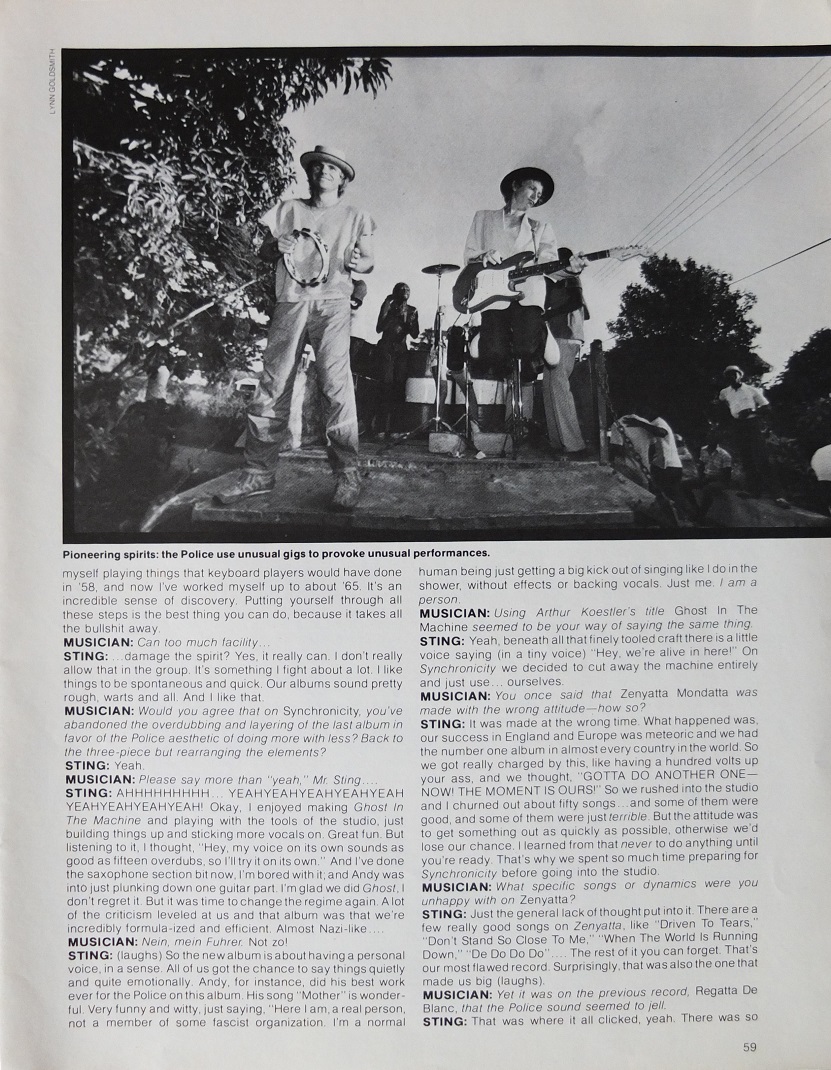 LYNN GOLDSMITH
Pioneering spirits: the Police use unusual gigs to provoke unusual performances.
myself playing things that keyboard players would have done
in '58, and now I've worked myself up to about '65. It's an
incredible sense of discovery. Putting yourself through all
these steps is the best thing you can do, because it takes all
the bullshit away.
MUSICIAN: Can too much facility...
STING: ...damage the spirit? Yes, it really can. I don't really
allow that in the group. It's something I fight about a lot. I like
things to be spontaneous and quick. Our albums sound pretty
rough, warts and all. And I like that.
MUSICIAN: Would you agree that on Synchronicity, you've
abandoned the overdubbing and layering of the last album in
favor of the Police aesthetic of doing more with less? Back to
the three-piece but rearranging the elements?
STING: Yeah.
MUSICIAN: Please say more than "yeah," Mr. Sting....
STING: AHHHHHHHHH... YEAHYEAHYEAHYEAHYEAH
YEAHYEAHYEAHYEAH! Okay, I enjoyed making Ghost In
The Machine and playing with the tools of the studio, just
building things up and sticking more vocals on. Great fun. But
listening to it, I thought, "Hey, my voice on its own sounds as
good as fifteen overdubs, so I'll try it on its own." And I've done
the saxophone section bit now, I'm bored with it; and Andy was
into just plunking down one guitar part. I'm glad we did Ghost, I
don't regret it. But it was time to change the regime again. A lot
of the criticism leveled at us and that album was that we're
incredibly formula-ized and efficient. Almost Nazi-like....
MUSICIAN: Nein, mein Fuhrer. Not zo!
STING: (laughs) So the new album is about having a personal
voice, in a sense. All of us got the chance to say things quietly
and quite emotionally. Andy, for instance, did his best work
ever for the Police on this album. His song "Mother" is wonder-
ful. Very funny and witty, just saying, "Here I am, a real person,
not a member of some fascist organization. I'm a normal
human being just getting a big kick out of singing like I do in the
shower, without effects or backing vocals. Just me. I am a
person.
MUSICIAN: Using Arthur Koestler's title Ghost In The
Machine seemed to be your way of saying the same thing.
STING: Yeah, beneath all that finely tooled craft there is a little
voice saying (in a tiny voice) "Hey, we're alive in here!" On
Synchronicity we decided to cut away the machine entirely
and just use... ourselves.
MUSICIAN: You once said that Zenyatta Mondatta was
made with the wrong attitude—how so?
STING: It was made at the wrong time. What happened was,
our success in England and Europe was meteoric and we had
the number one album in almost every country in the world. So
we got really charged by this, like having a hundred volts up
your ass, and we thought, "GOTTA DO ANOTHER ONE—
NOW! THE MOMENT IS OURS!" So we rushed into the studio
and I churned out about fifty songs...and some of them were
good, and some of them were just terrible. But the attitude was
to get something out as quickly as possible, otherwise we'd
lose our chance. I learned from that never to do anything until
you're ready. That's why we spent so much time preparing for
Synchronicity before going into the studio.
MUSICIAN: What specific songs or dynamics were you
unhappy with on Zenyatta?
STING: Just the general lack of thought put into it. There are a
few really good songs on Zenyatta, like "Driven To Tears,"
"Don't Stand So Close To Me," "When The World Is Running
Down," "De Do Do Do".... The rest of it you can forget. That's
our most flawed record. Surprisingly, that was also the one that
made us big (laughs).
MUSICIAN: Yet it was on the previous record, Regatta De
Blanc, that the Police sound seemed to jell.
STING: That was where it all clicked, yeah. There was so
59